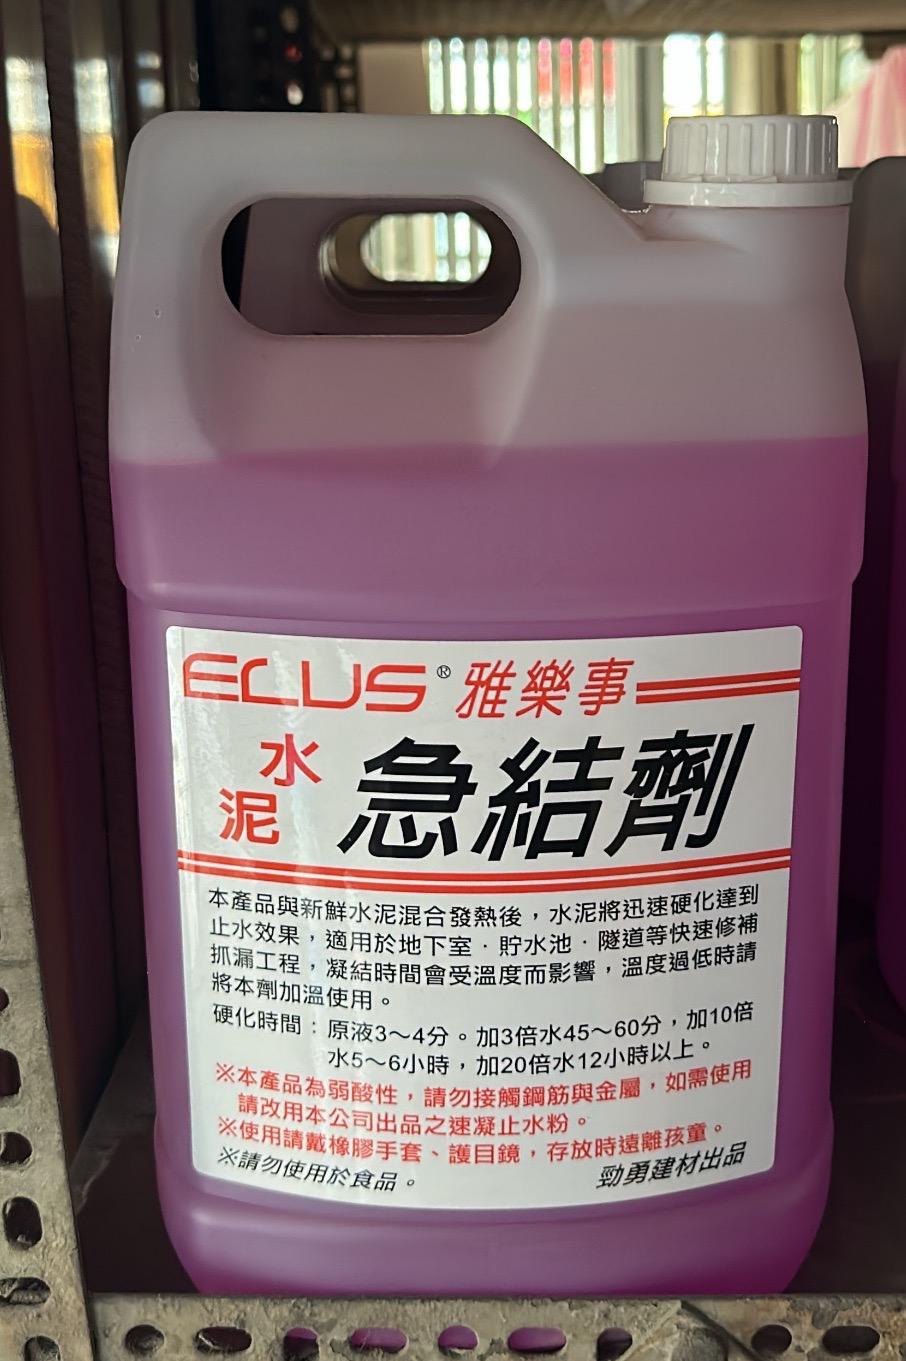 ECUS® 雅樂事
水泥 急結劑
本產品與新鮮水泥混合發熱後，水泥將迅速硬化達到
止水效果，適用於地下室．貯水池．隧道等快速修補
抓漏工程，凝結時間會受溫度而影響，溫度過低時請
將本劑加溫使用。
硬化時間：原液3～4分。加3倍水45～60分，加10倍
水5～6小時，加20倍水12小時以上。
※本產品為弱酸性，請勿接觸鋼筋與金屬，如需使用
請改用本公司出品之速凝止水粉。
※使用請戴橡膠手套、護目鏡，存放時遠離孩童。
※請勿使用於食品。 勁勇建材出品